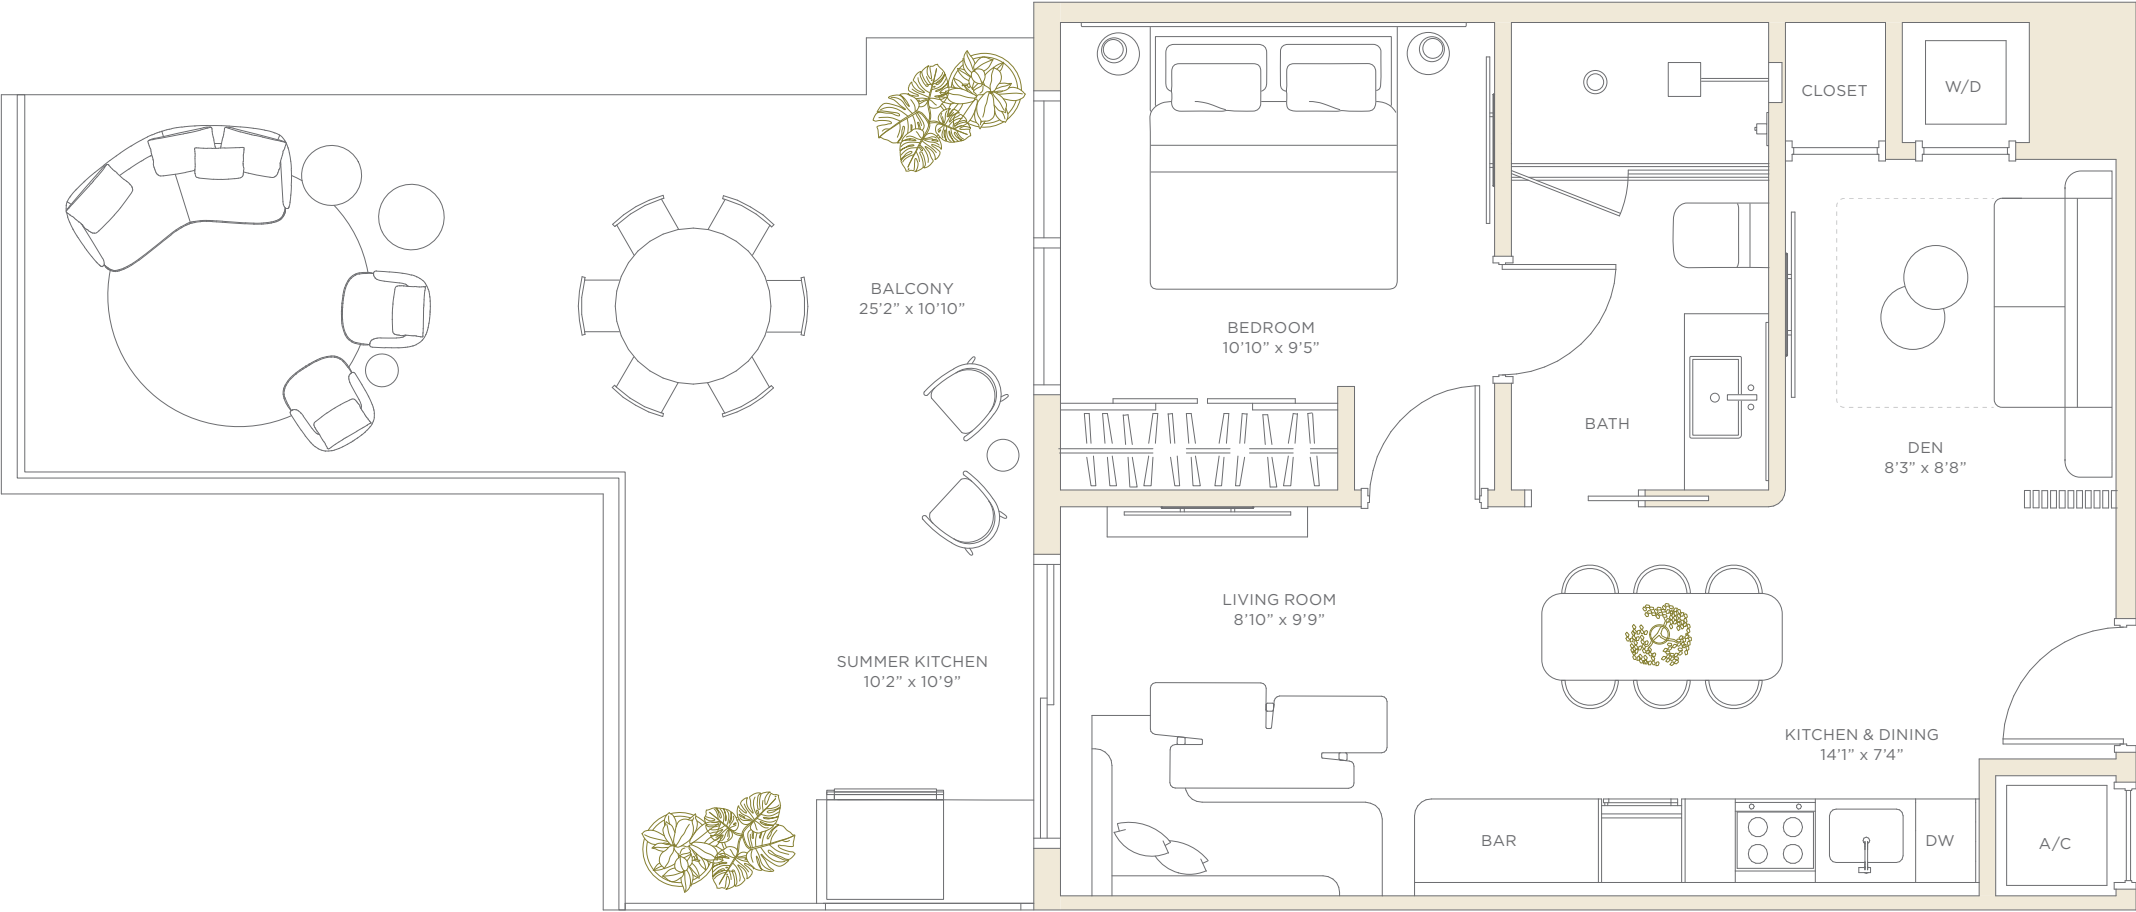 CLOSET
W/D
BALCONY
25'2" x 10'10"
BEDROOM
10'10" x 9'5"
BATH
DEN
8'3" x 8'8"
LIVING ROOM
8'10" x 9'9"
SUMMER KITCHEN
10'2" x 10'9"
KITCHEN & DINING
14'1" x 7'4"
BAR
DW
A/C